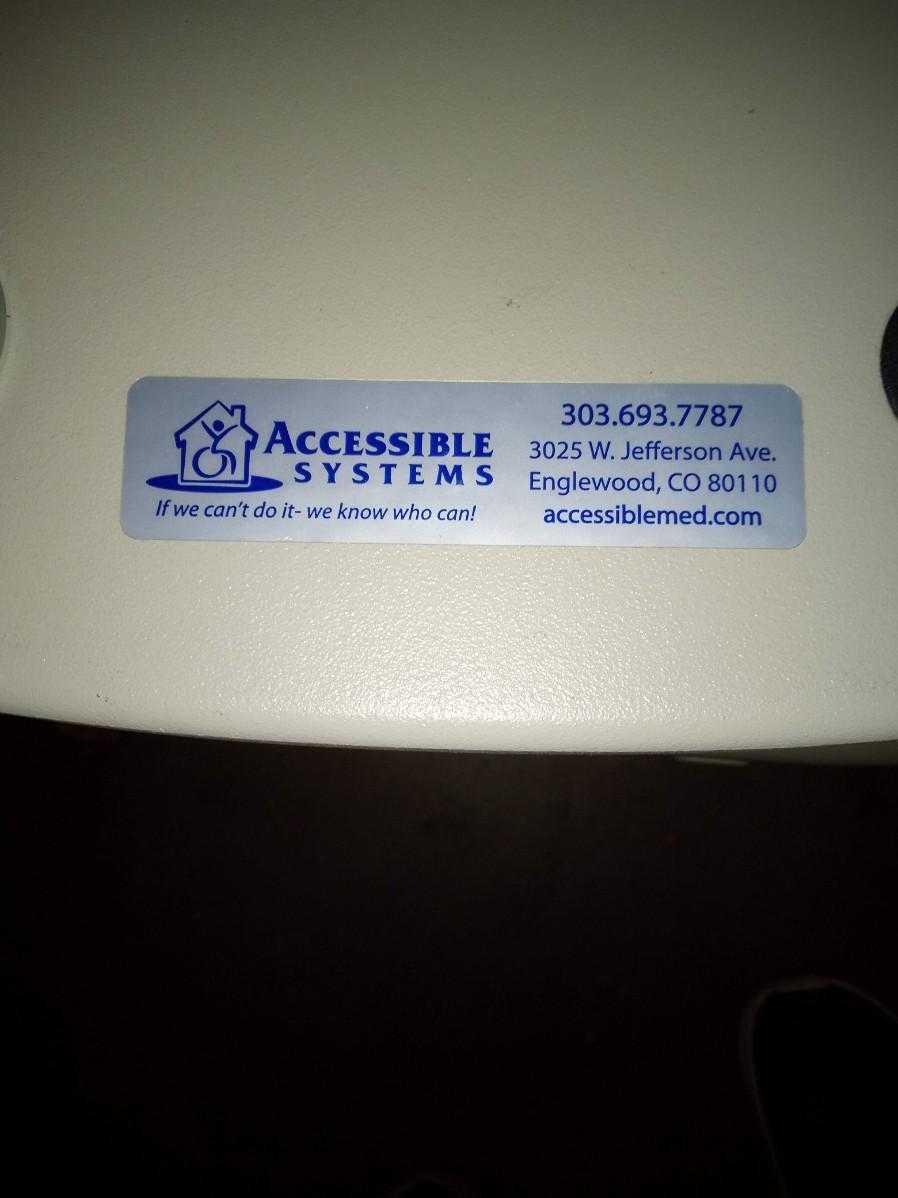 ACCESSIBLE
SYSTEMS
If we can't do it- we know who can!
303.693.7787
3025 W. Jefferson Ave.
Englewood, CO 80110
accessiblemed.com